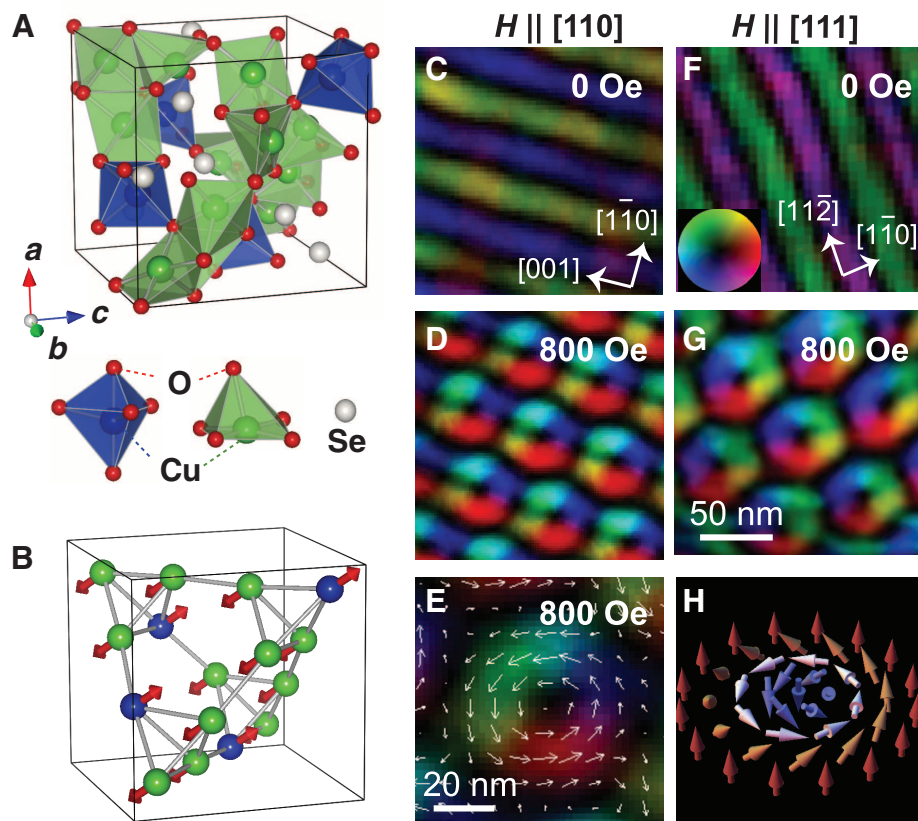 A
a
c
b
O
Cu
Se
B
H || [110]
H || [111]
C
0 Oe
[11̅0]
[001]
F
0 Oe
[112̅]
[11̅0]
D
800 Oe
G
800 Oe
50 nm
E
800 Oe
20 nm
H